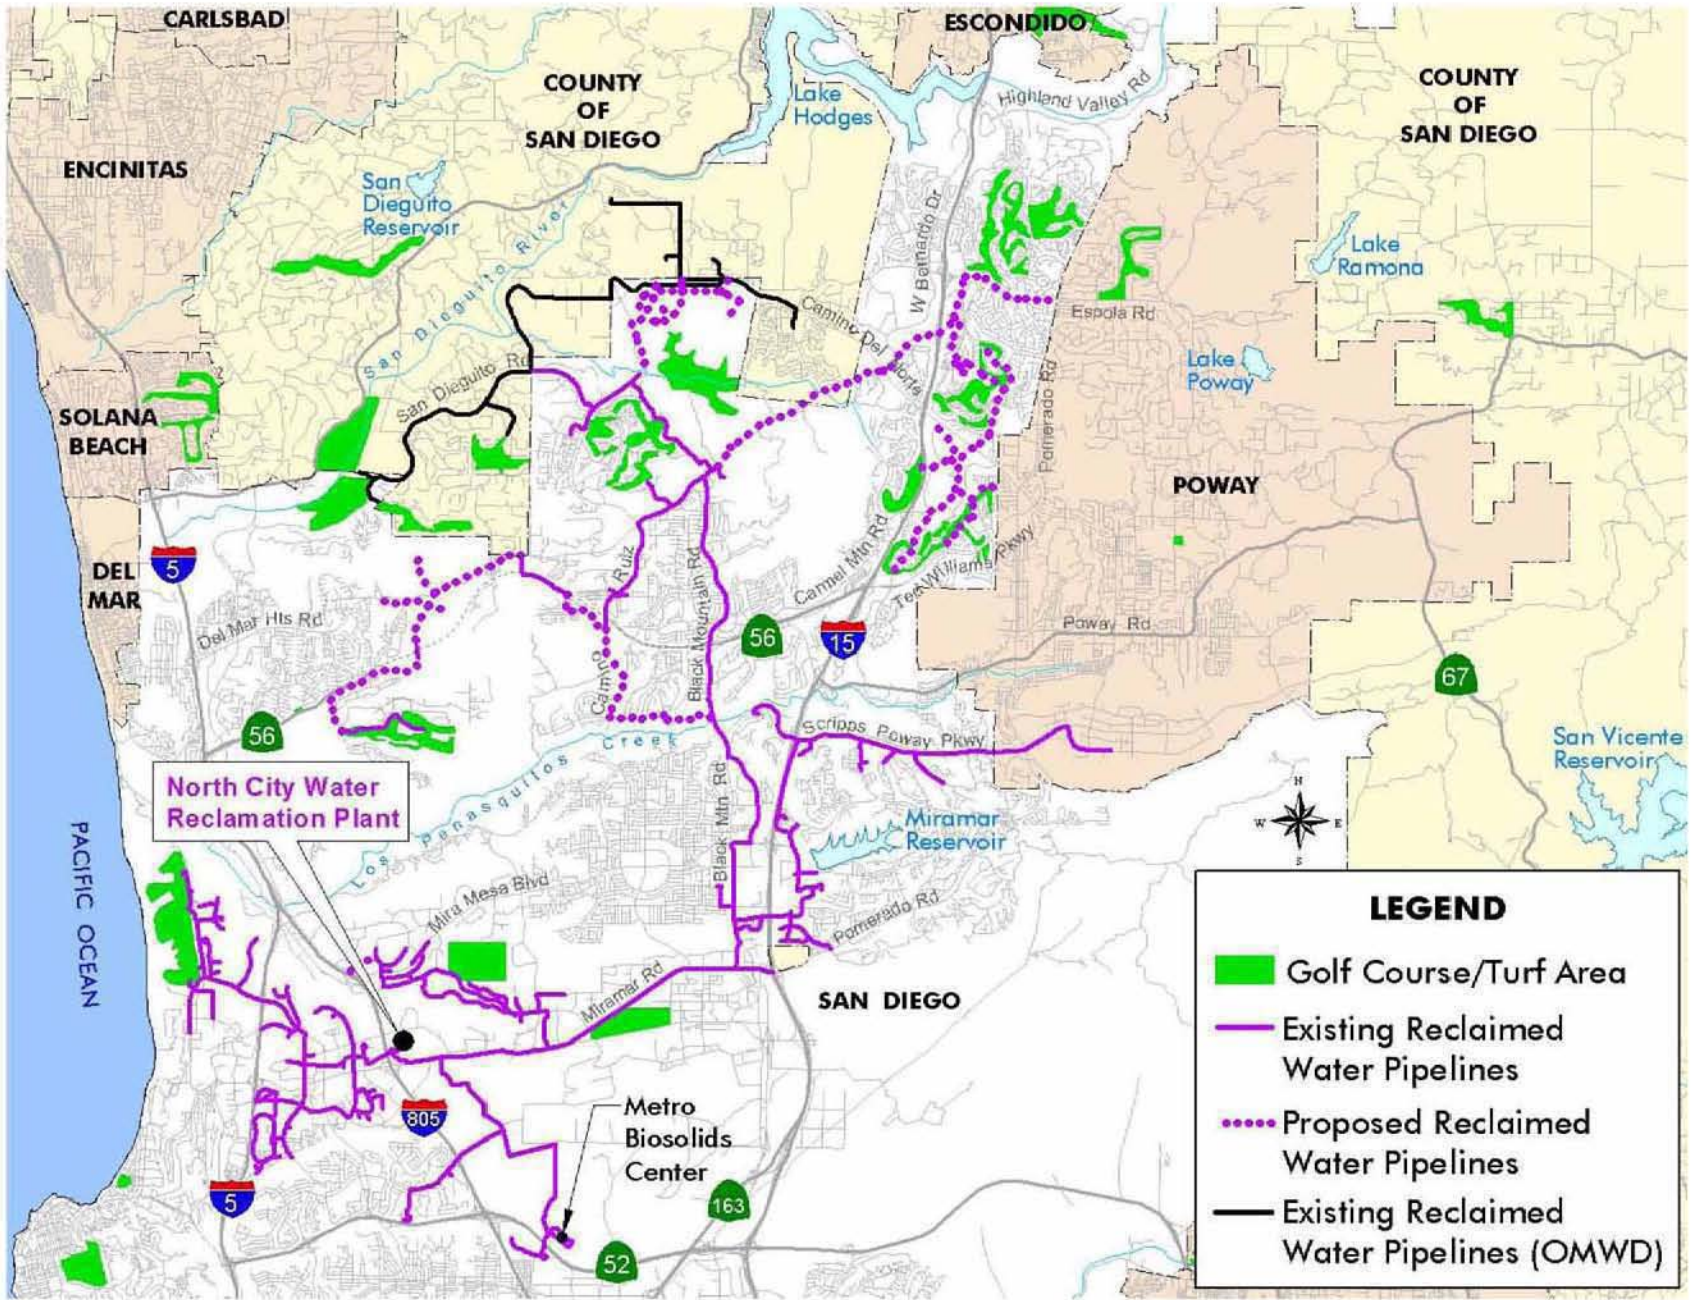 CARLSBAD
ESCONDIDO
COUNTY
OF
SAN DIEGO
Lake
Hodges
Highland Valley Rd
COUNTY
OF
SAN DIEGO
ENCINITAS
San
Dieguito
Reservoir
San Dieguito River
W Bernardo Dr
Lake
Ramona
Camino Del Norte
Espola Rd
San Dieguito Rd
Lake
Poway
Pomerado Rd
SOLANA
BEACH
POWAY
5
DEL
MAR
Camyo Ruiz
Black Mountain Rd
Carmel Mtn Rd
Ted Williams Pkwy
Del Mar Hts Rd
56
15
Poway Rd
67
56
Scripps Poway Pkwy
Los Penasquitos Creek
San Vicente
Reservoir
North City Water
Reclamation Plant
Black Mtn Rd
Miramar
Reservoir
H
W
E
S
PACIFIC OCEAN
Mira Mesa Blvd
Pomerado Rd
Miramar Rd
SAN DIEGO
805
Metro
Biosolids
Center
5
163
52
LEGEND
Golf Course/Turf Area
Existing Reclaimed
Water Pipelines
Proposed Reclaimed
Water Pipelines
Existing Reclaimed
Water Pipelines (OMWD)